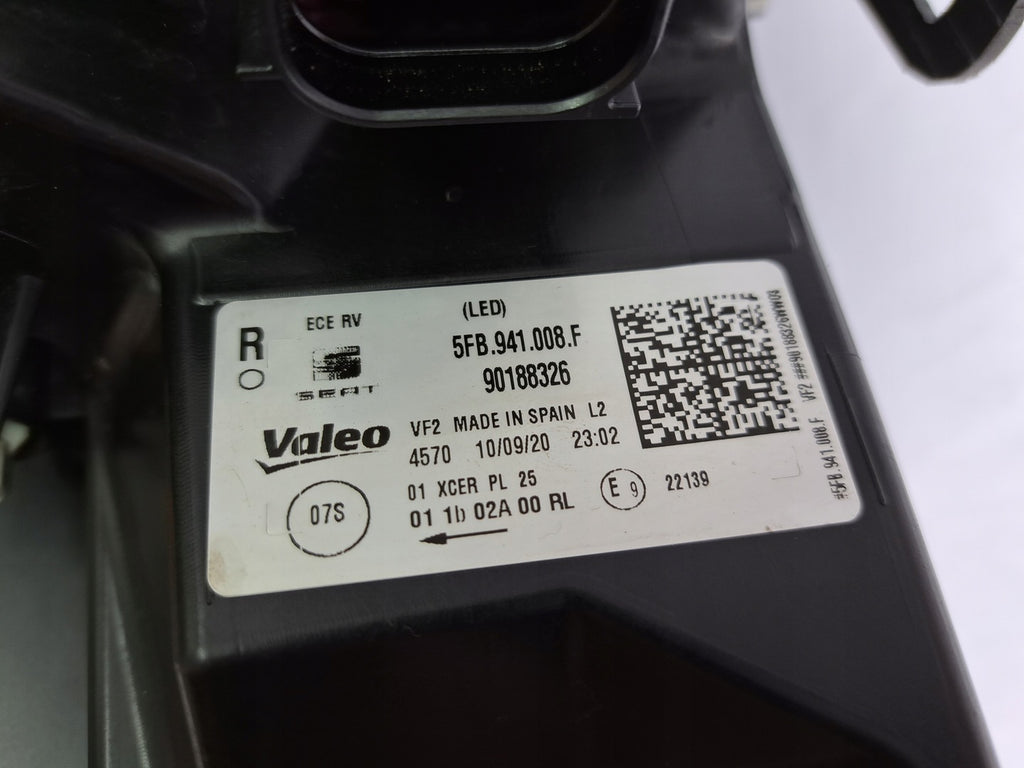 R
ECE RV
SEAT
(LED)
5FB.941.008.F
90188326
Valeo
VF2 MADE IN SPAIN L2
4570 10/09/20 23:02
07S
01 XCER PL 25
01 1b 02A 00 RL
E 9
22139
#5FB.941.008.F VF2 ###90188326WW0J